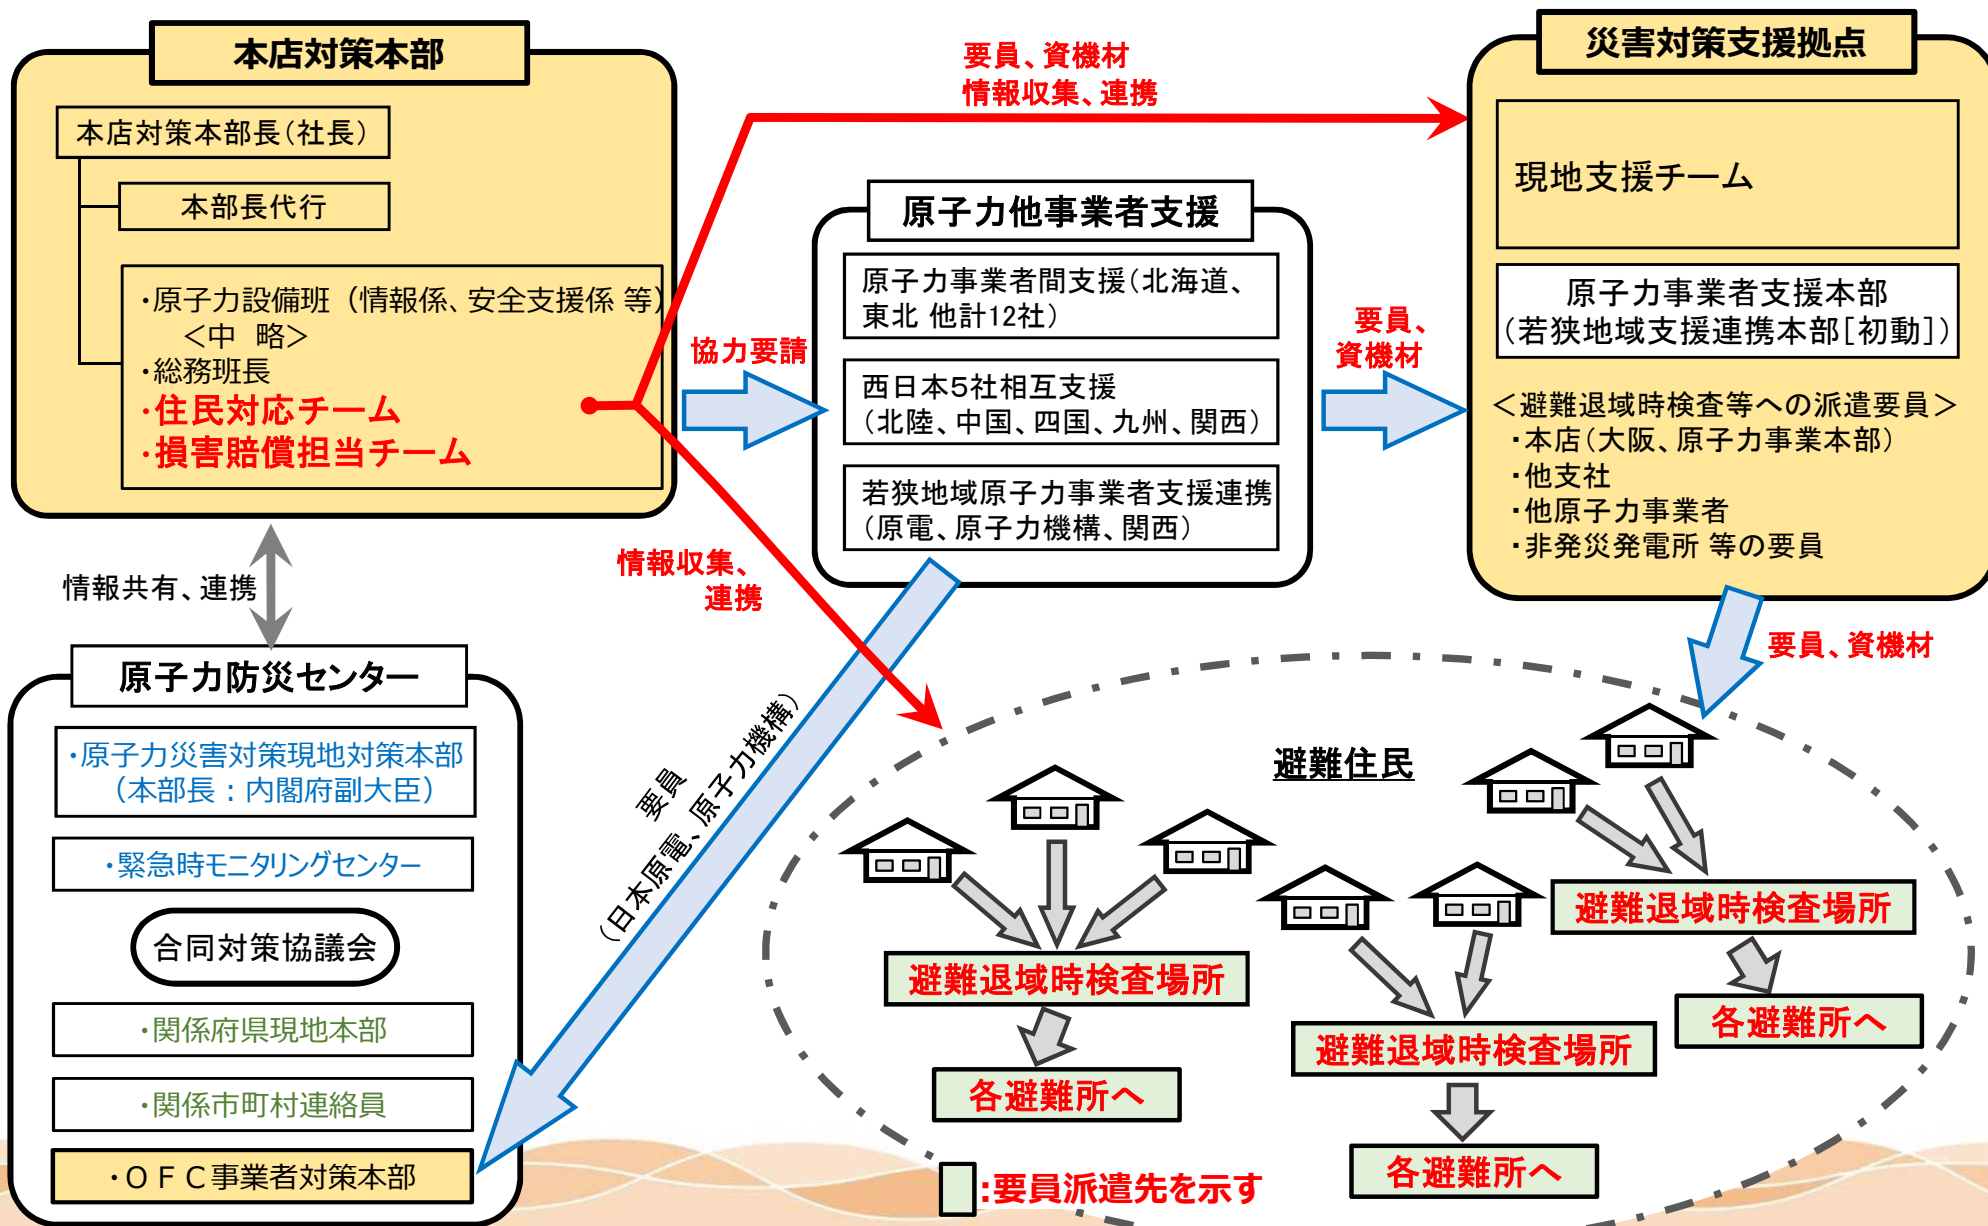 本店対策本部
本店対策本部長(社長)
本部長代行
・原子力設備班（情報係、安全支援係 等）
＜中　略＞
・総務班長
・住民対応チーム
・損害賠償担当チーム
要員、資機材
情報収集、連携
協力要請
情報収集、
連携
情報共有、連携
原子力他事業者支援
原子力事業者間支援(北海道、
東北 他計12社)
西日本5社相互支援
(北陸、中国、四国、九州、関西)
若狭地域原子力事業者支援連携
(原電、原子力機構、関西)
要員、
資機材
災害対策支援拠点
現地支援チーム
原子力事業者支援本部
(若狭地域支援連携本部[初動])
＜避難退域時検査等への派遣要員＞
・本店(大阪、原子力事業本部)
・他支社
・他原子力事業者
・非発災発電所 等の要員
要員、資機材
原子力防災センター
・原子力災害対策現地対策本部
（本部長：内閣府副大臣）
・緊急時モニタリングセンター
合同対策協議会
・関係府県現地本部
・関係市町村連絡員
・ＯＦＣ事業者対策本部
要員
(日本原電、原子力機構)
避難住民
避難退域時検査場所
各避難所へ
避難退域時検査場所
各避難所へ
避難退域時検査場所
各避難所へ
:要員派遣先を示す